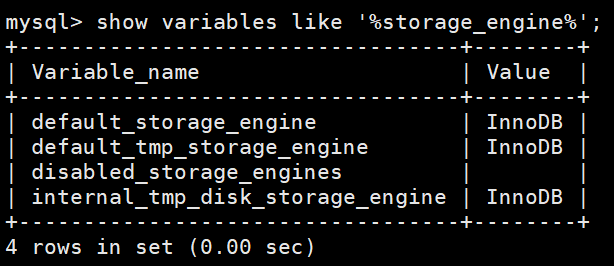 mysql> show variables like '%storage_engine%';
+----------------------------------+--------+
| Variable_name                    | Value  |
+----------------------------------+--------+
| default_storage_engine           | InnoDB |
| default_tmp_storage_engine       | InnoDB |
| disabled_storage_engines         |        |
| internal_tmp_disk_storage_engine | InnoDB |
+----------------------------------+--------+
4 rows in set (0.00 sec)